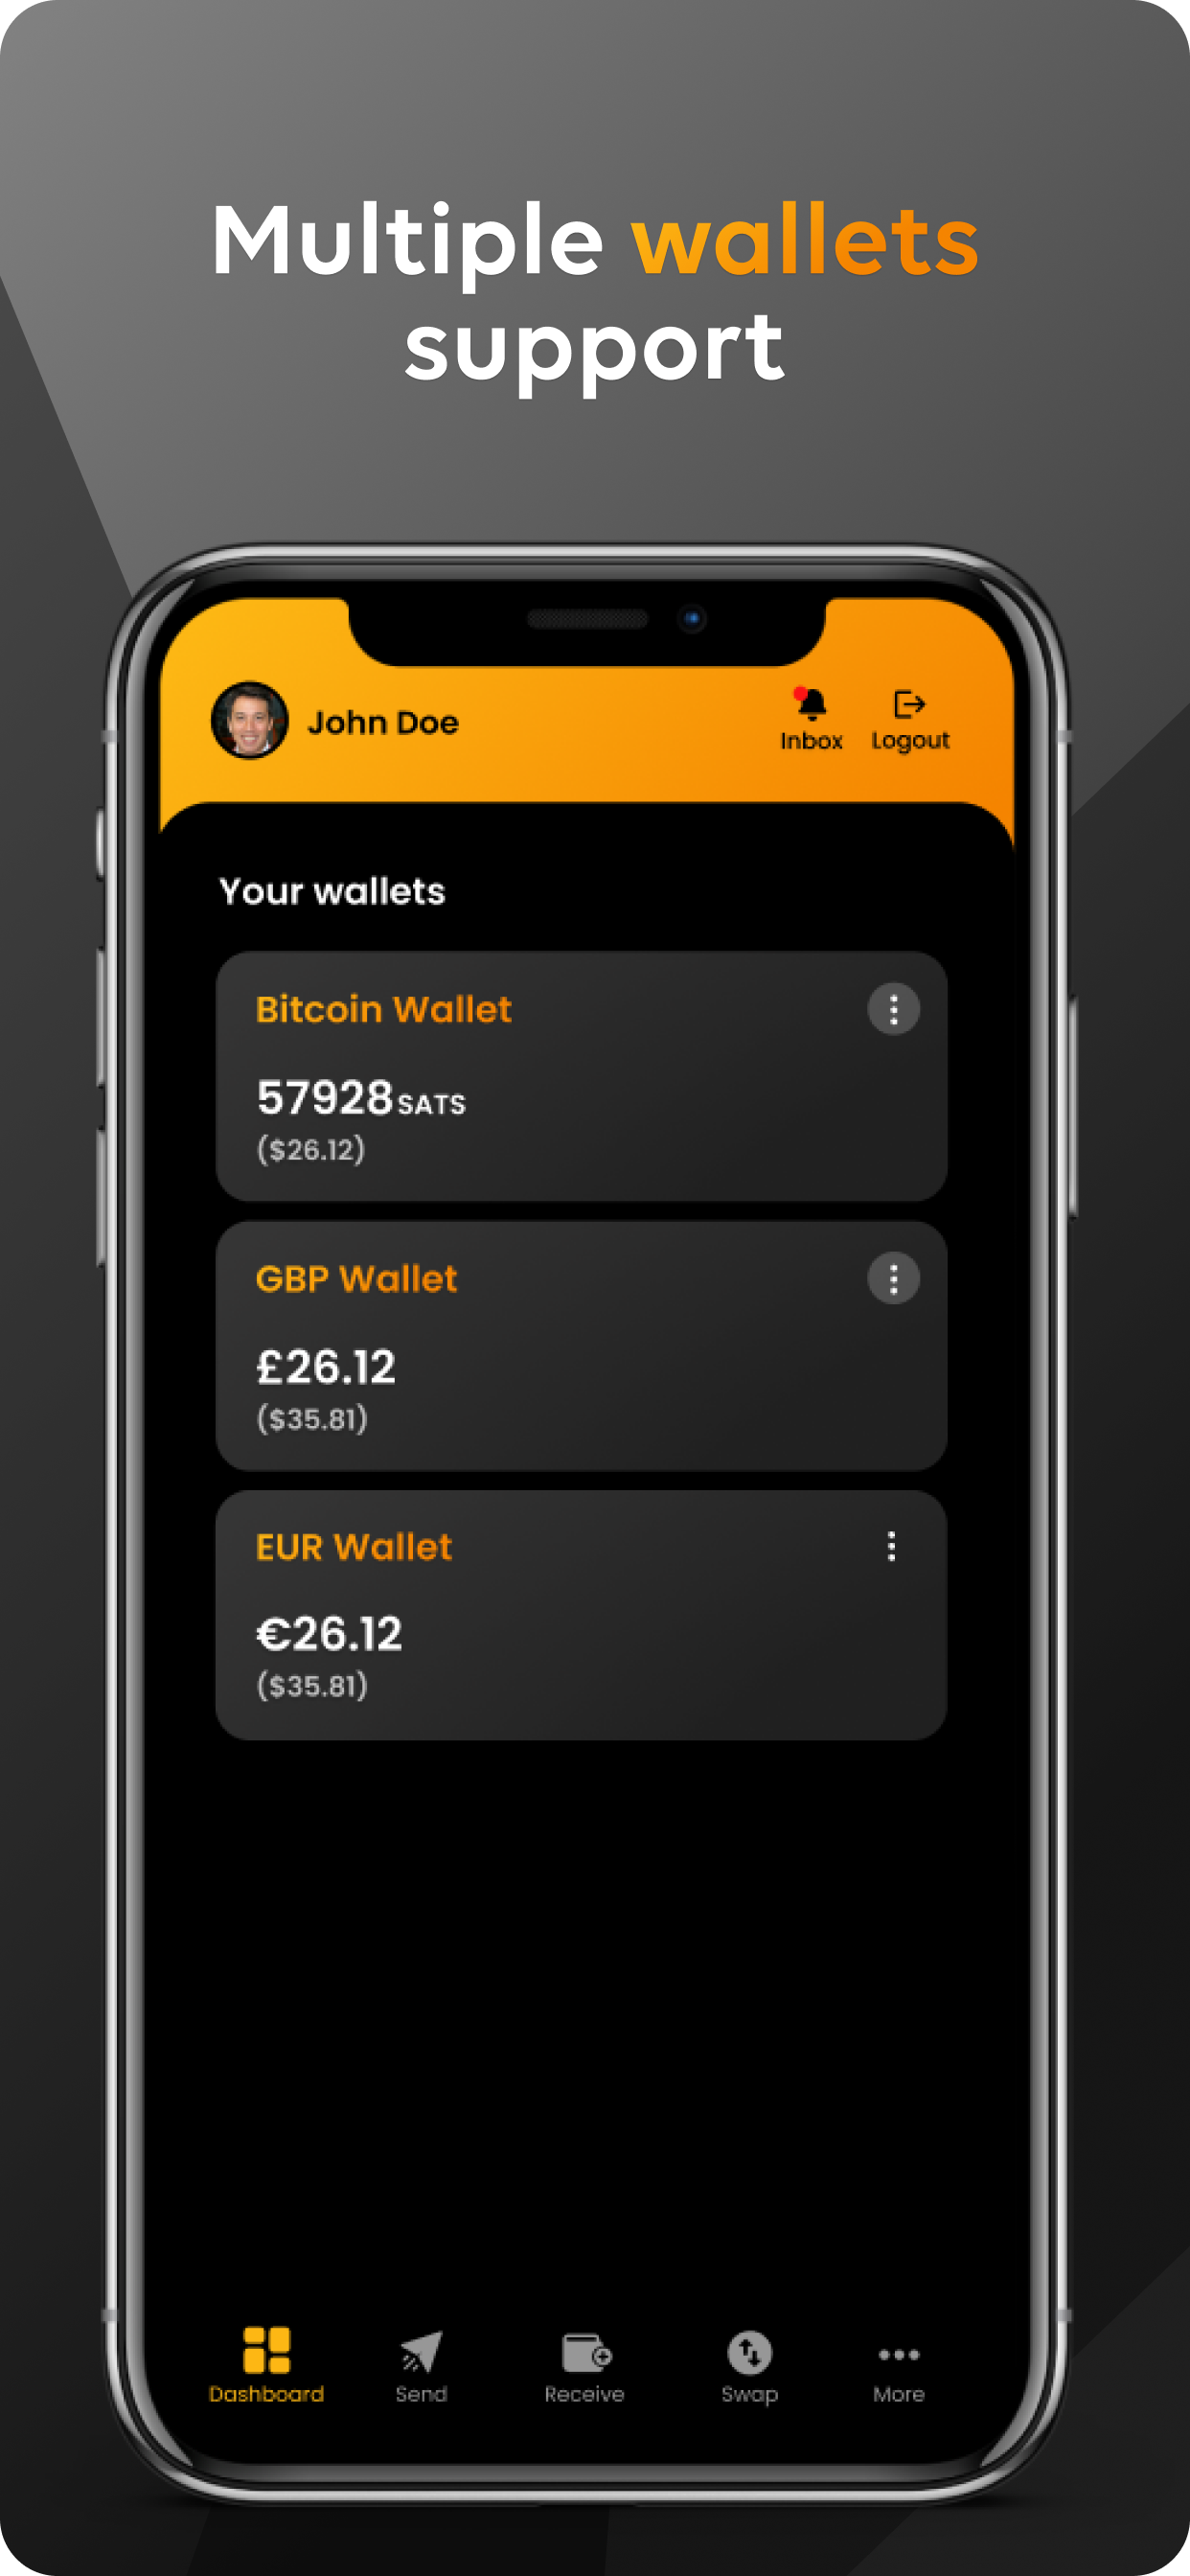 Multiple wallets
support
John Doe
Inbox
Logout
Your wallets
Bitcoin Wallet
57928 SATS
($26.12)
GBP Wallet
£26.12
($35.81)
EUR Wallet
€26.12
($35.81)
Dashboard
Send
Receive
Swap
More